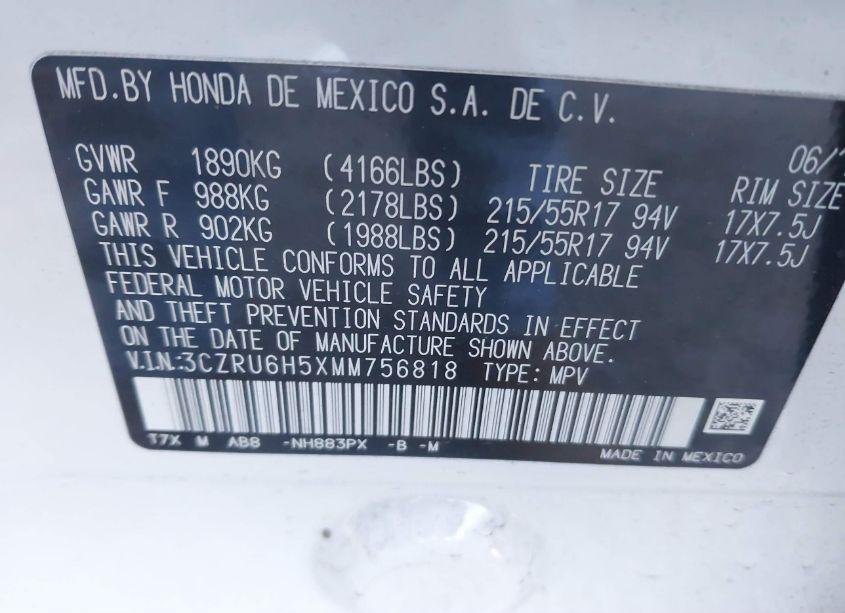 MFD.BY HONDA DE MEXICO S.A. DE C.V.
06/
GVWR 1890KG (4166LBS) TIRE SIZE RIM SIZE
GAWR F 988KG (2178LBS) 215/55R17 94V 17X7.5J
GAWR R 902KG (1988LBS) 215/55R17 94V 17X7.5J
THIS VEHICLE CONFORMS TO ALL APPLICABLE
FEDERAL MOTOR VEHICLE SAFETY
AND THEFT PREVENTION STANDARDS IN EFFECT
ON THE DATE OF MANUFACTURE SHOWN ABOVE.
V.I.N.:3CZRU6H5XMM756818 TYPE: MPV
T7X M AB8 -NH883PX -B -M
MADE IN MEXICO